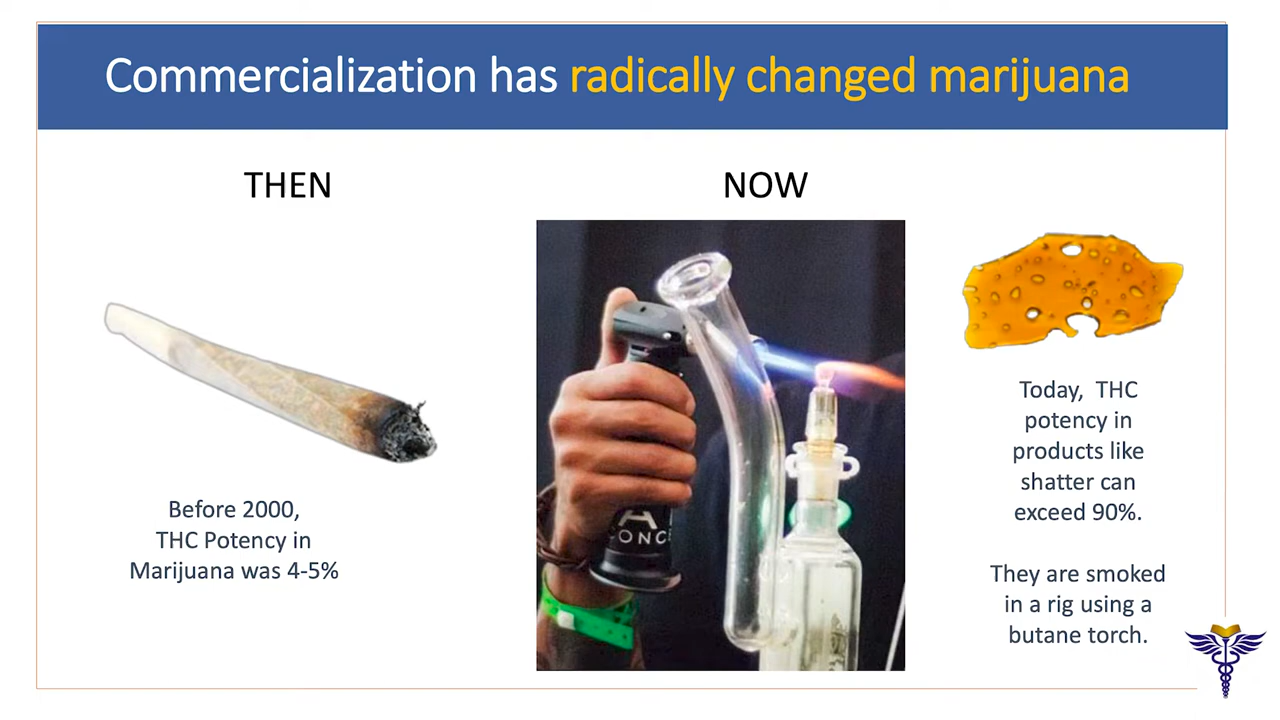 Commercialization has radically changed marijuana
THEN
Before 2000,
THC Potency in
Marijuana was 4-5%
NOW
Today, THC
potency in
products like
shatter can
exceed 90%.
They are smoked
in a rig using a
butane torch.